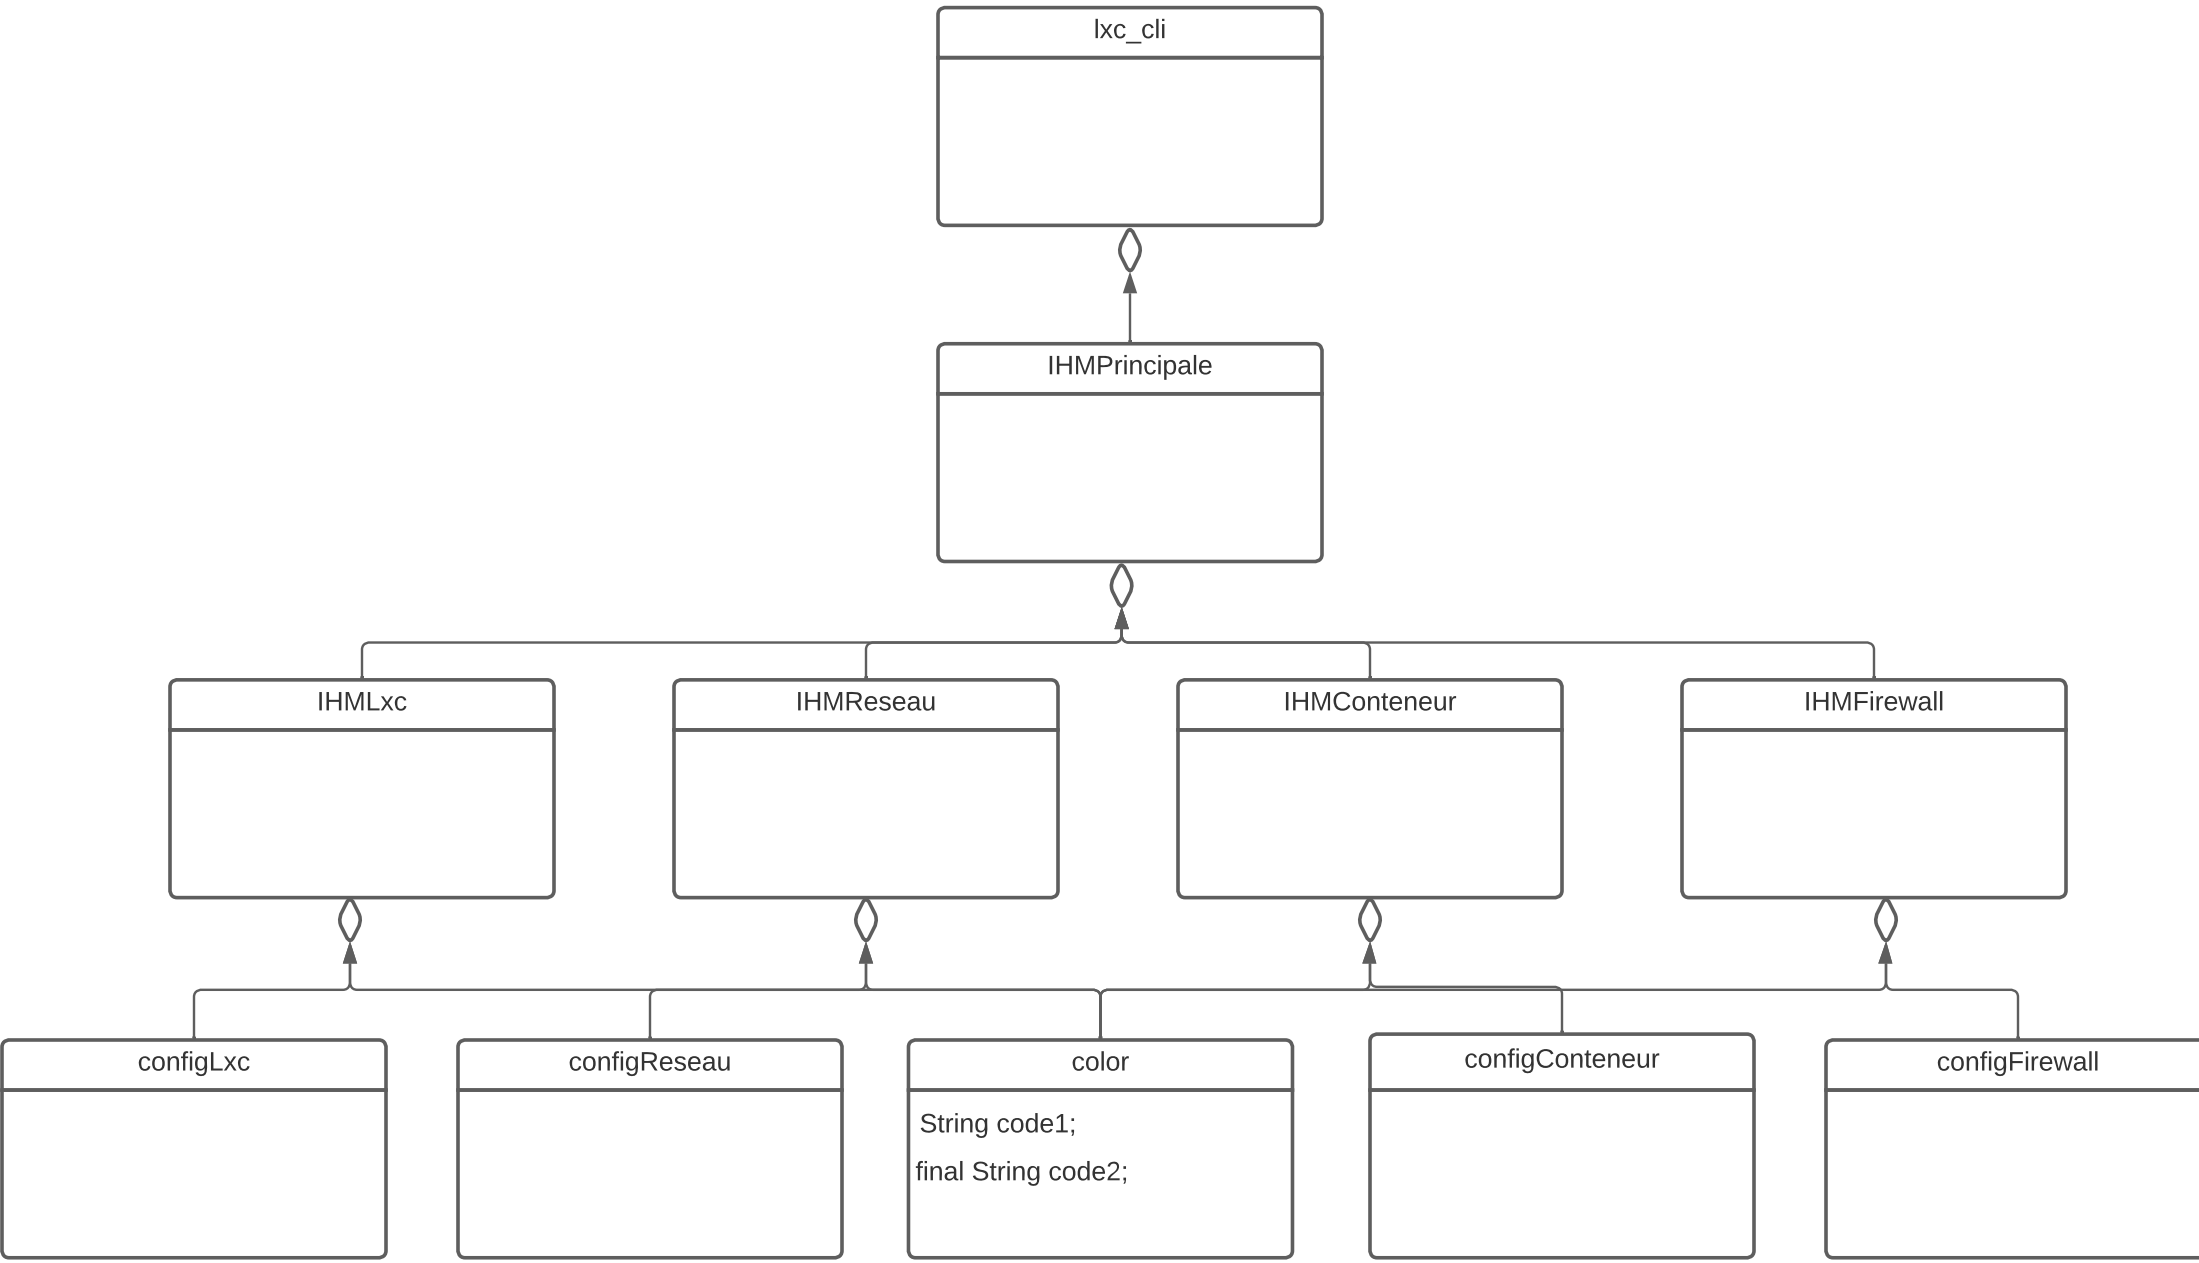 lxc_cli
IHMPrincipale
IHMLxc
IHMReseau
IHMConteneur
IHMFirewall
configLxc
configReseau
color
String code1;
final String code2;
configConteneur
configFirewall